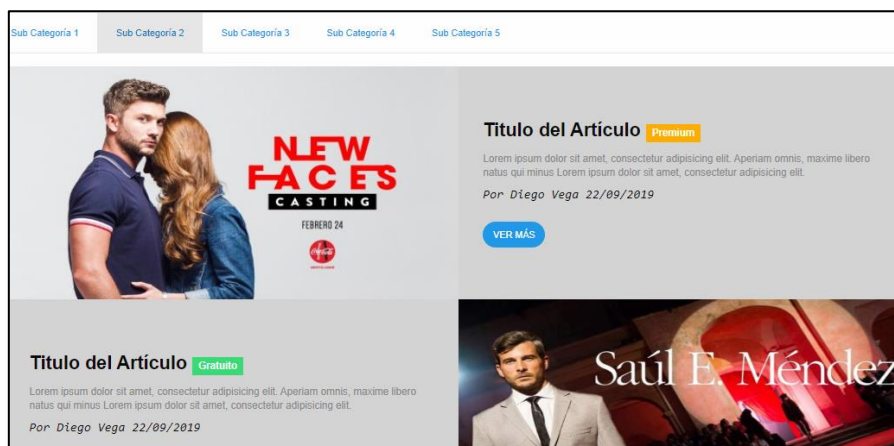 Sub Categoría 1
Sub Categoría 2
Sub Categoría 3
Sub Categoría 4
Sub Categoría 5
NEW
FACES
CASTING
FEBRERO 24
Coca-Cola
Titulo del Artículo Premium
Lorem ipsum dolor sit amet, consectetur adipisicing elit. Aperiam omnis, maxime libero
natus qui minus Lorem ipsum dolor sit amet, consectetur adipisicing elit.
Por Diego Vega 22/09/2019
VER MÁS
Titulo del Artículo Gratuito
Lorem ipsum dolor sit amet, consectetur adipisicing elit. Aperiam omnis, maxime libero
natus qui minus Lorem ipsum dolor sit amet, consectetur adipisicing elit.
Por Diego Vega 22/09/2019
Saúl E. Méndez